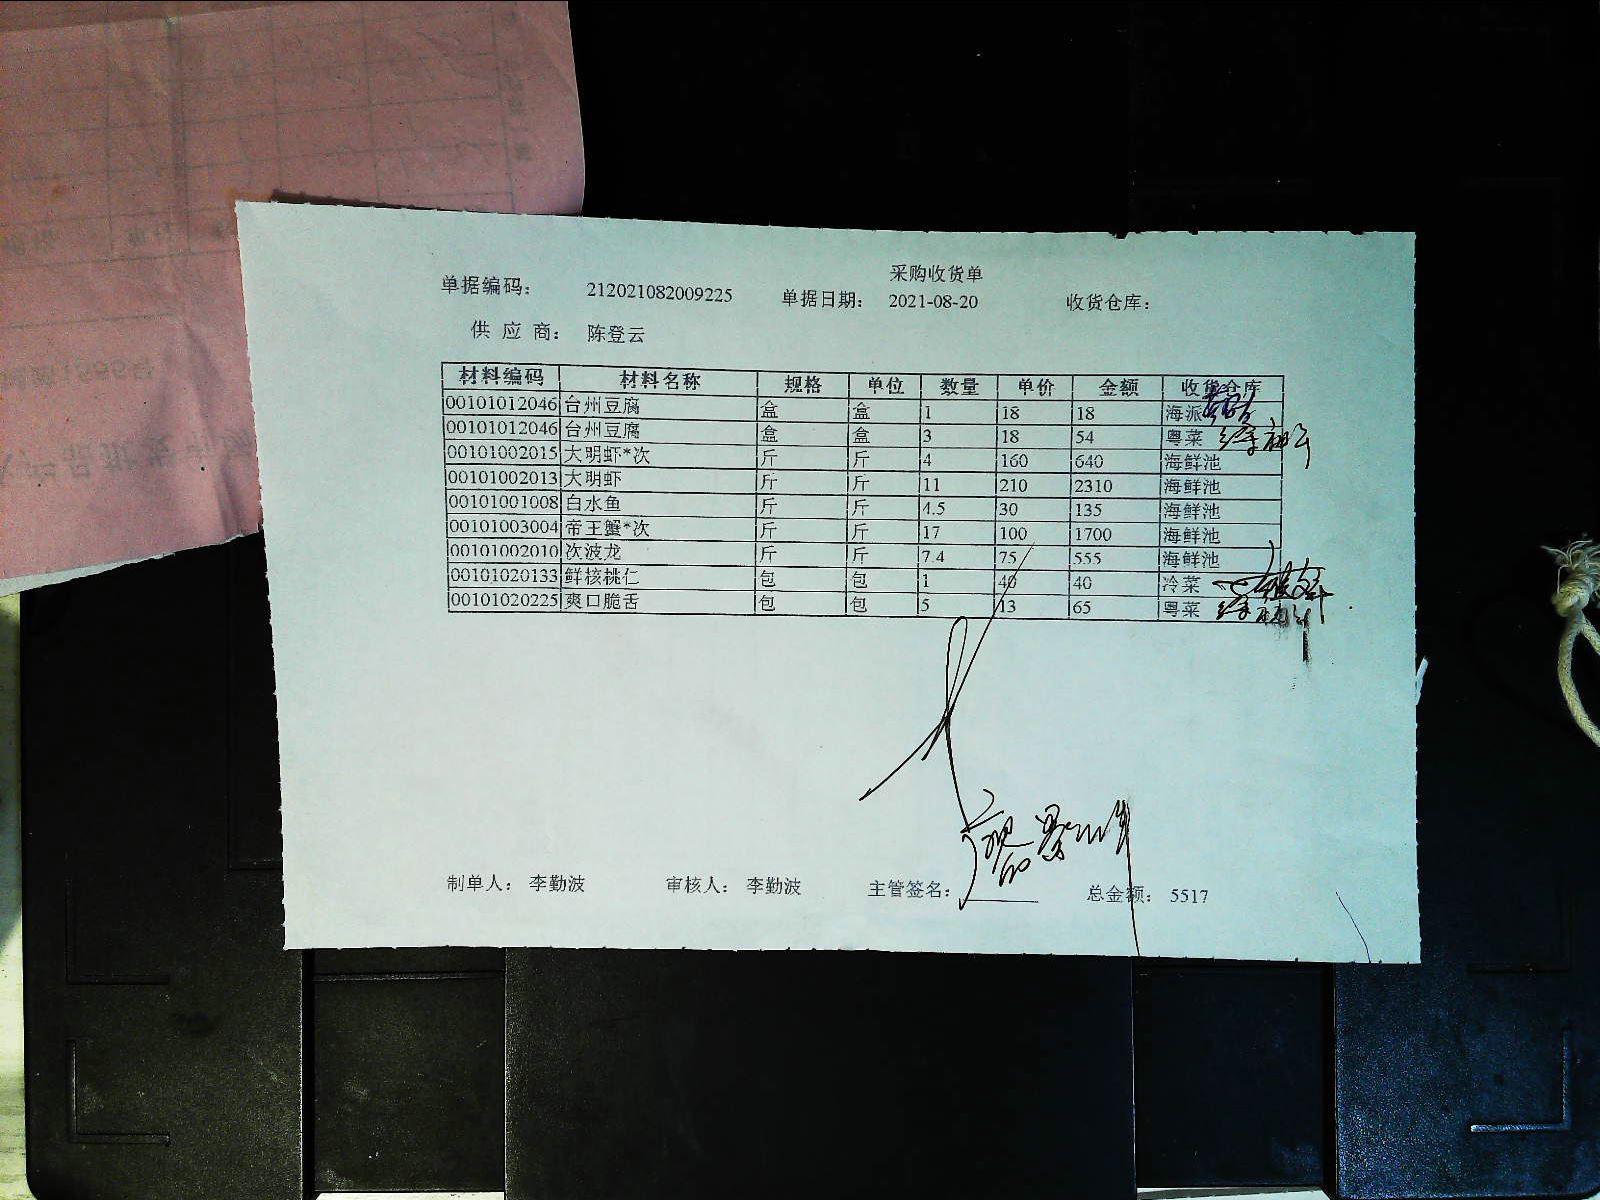 采购收货单
单据编码： 212021082009225 单据日期： 2021-08-20 收货仓库：
供 应 商： 陈登云
材料编码 材料名称 规格 单位 数量 单价 金额 收货仓库
00101012046 台州豆腐 盒 盒 1 18 18 海派
00101012046 台州豆腐 盒 盒 3 18 54 粤菜
00101002015 大明虾*次 斤 斤 4 160 640 海鲜池
00101002013 大明虾 斤 斤 11 210 2310 海鲜池
00101001008 白水鱼 斤 斤 4.5 30 135 海鲜池
00101003004 帝王蟹*次 斤 斤 17 100 1700 海鲜池
00101002010 次波龙 斤 斤 7.4 75 555 海鲜池
00101020133 鲜核桃仁 包 包 1 40 40 冷菜
00101020225 爽口脆舌 包 包 5 13 65 粤菜
制单人： 李勤波 审核人： 李勤波 主管签名： 总金额： 5517